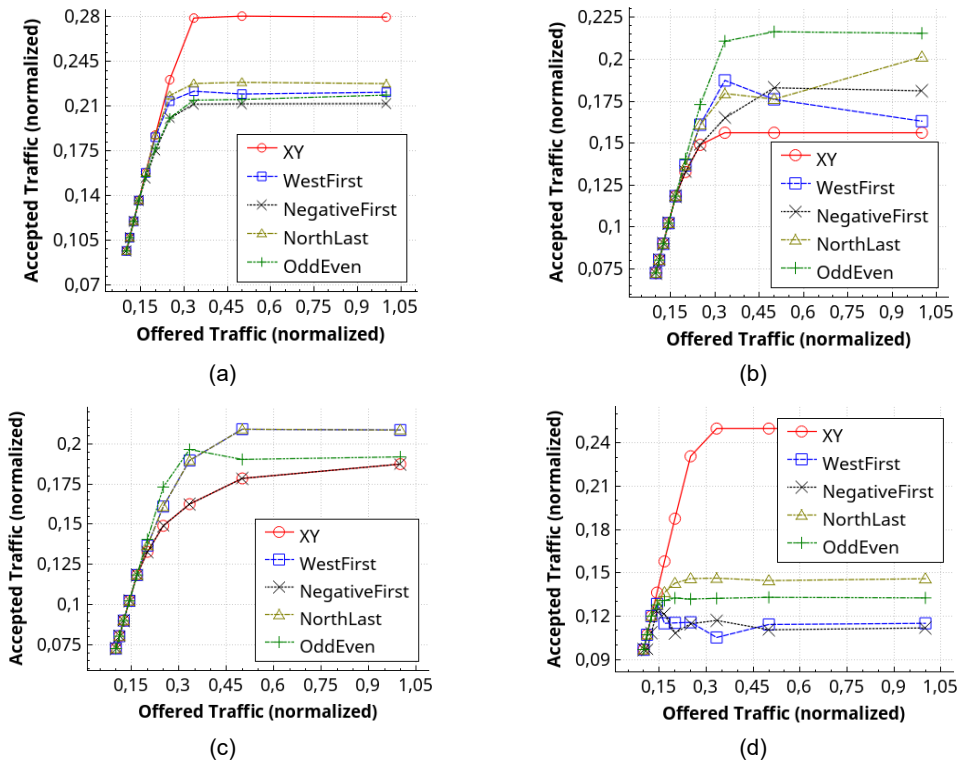 0,28
0,245
0,21
0,175
0,14
0,105
0,07
Accepted Traffic (normalized)
XY
WestFirst
NegativeFirst
NorthLast
OddEven
0,15 0,3 0,45 0,6 0,75 0,9 1,05
Offered Traffic (normalized)
(a)
0,225
0,2
0,175
0,15
0,125
0,1
0,075
Accepted Traffic (normalized)
XY
WestFirst
NegativeFirst
NorthLast
OddEven
0,15 0,3 0,45 0,6 0,75 0,9 1,05
Offered Traffic (normalized)
(b)
0,2
0,175
0,15
0,125
0,1
0,075
Accepted Traffic (normalized)
XY
WestFirst
NegativeFirst
NorthLast
OddEven
0,15 0,3 0,45 0,6 0,75 0,9 1,05
Offered Traffic (normalized)
(c)
0,24
0,21
0,18
0,15
0,12
0,09
Accepted Traffic (normalized)
XY
WestFirst
NegativeFirst
NorthLast
OddEven
0,15 0,3 0,45 0,6 0,75 0,9 1,05
Offered Traffic (normalized)
(d)